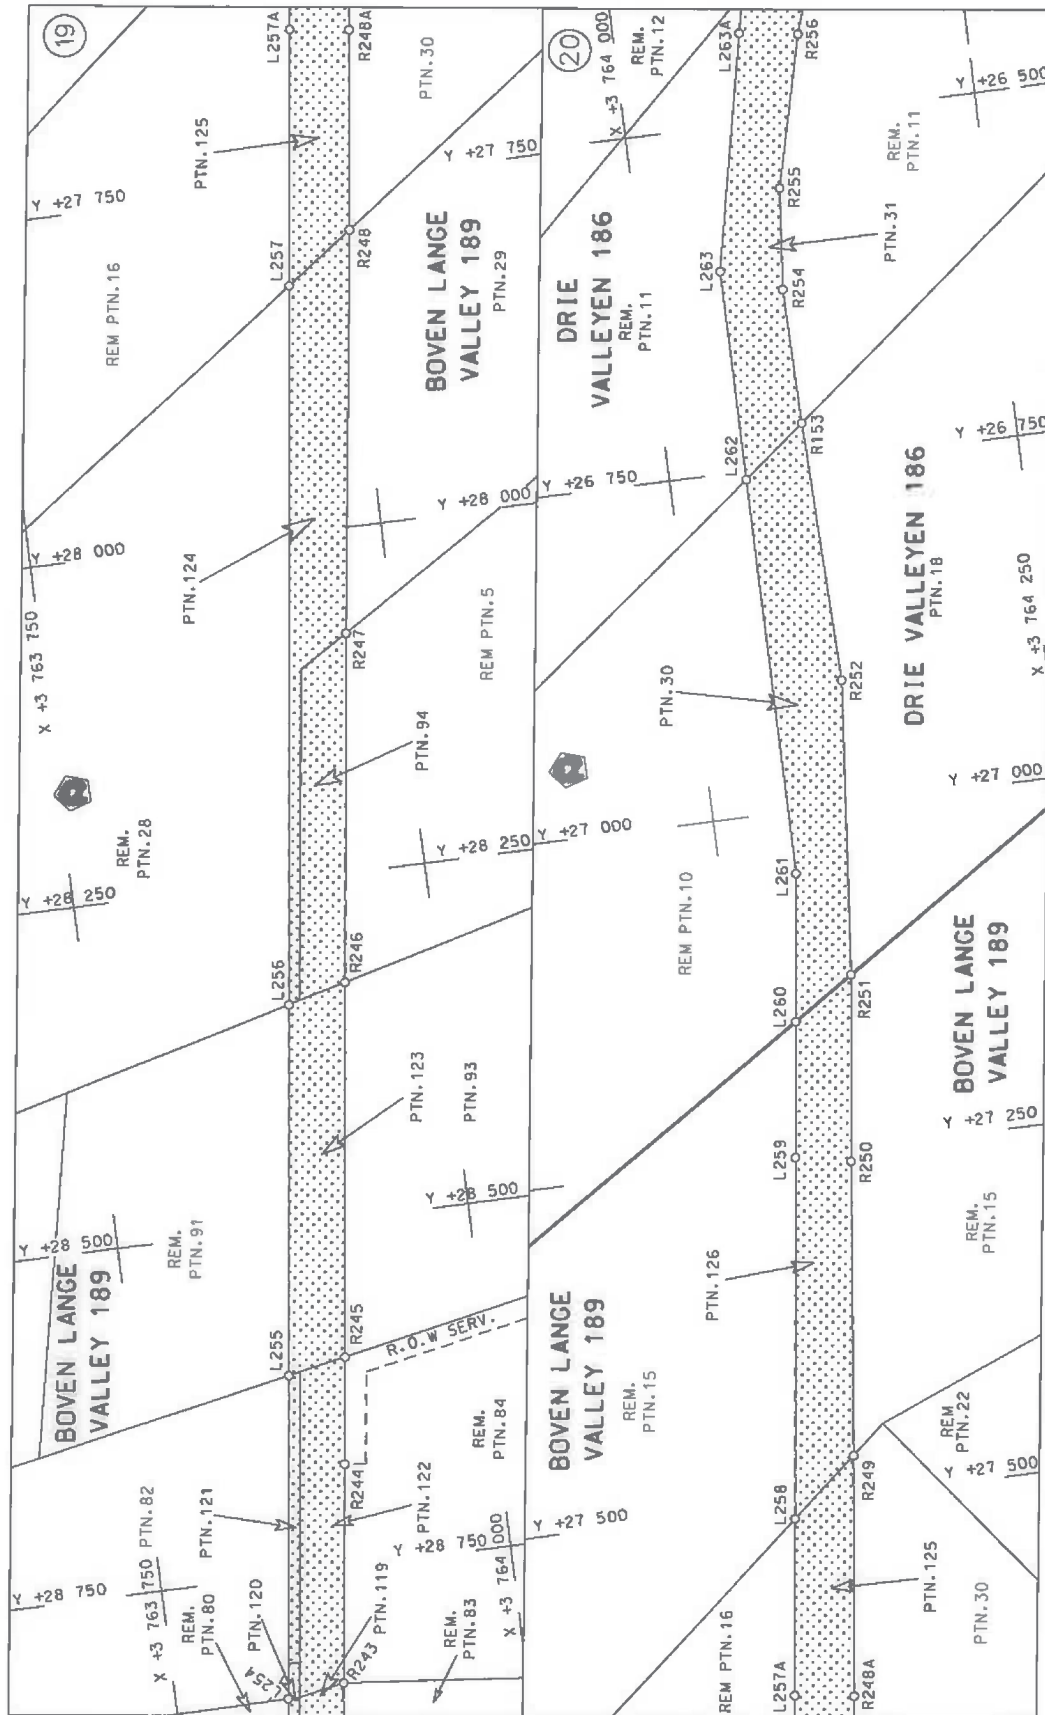 19
L257A
R248A
PTN.30
PTN.125
Y +27 750
Y +27 750
L257
R248
REM PTN.16
BOVEN LANGE
VALLEY 189
PTN.29
Y +28 000
Y +28 000
X +3 763 750
PTN.124
R247
REM PTN.5
PTN.94
REM.
PTN.28
Y +28 250
Y +28 250
L256
R246
PTN.123
PTN.93
Y +28 500
Y +28 500
REM.
PTN.91
BOVEN LANGE
VALLEY 189
L255
R245
R.O.W SERV.
REM.
PTN.84
R244
PTN.122
PTN.121
PTN.82
Y +28 750
Y +28 750
X +3 763 750
X +3 764 000
REM.
PTN.80
PTN.120
L254
PTN.119
R243
REM.
PTN.83
20
X +3 764 000
REM.
PTN.12
L263A
R256
Y +26 500
REM.
PTN.11
R255
PTN.31
L263
R254
DRIE
VALLEYEN 186
REM.
PTN.11
L262
R153
Y +26 750
Y +26 750
DRIE VALLEYEN 186
PTN.18
X +3 764 250
PTN.30
R252
Y +27 000
Y +27 000
L261
REM PTN.10
L260
R251
BOVEN LANGE
VALLEY 189
Y +27 250
L259
R250
REM.
PTN.15
PTN.126
BOVEN LANGE
VALLEY 189
REM.
PTN.15
REM
PTN.22
Y +27 500
Y +27 500
L258
R249
PTN.125
PTN.30
REM PTN.16
L257A
R248A